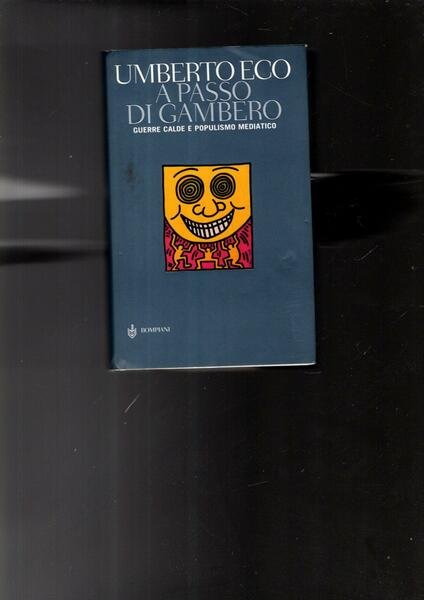 UMBERTO ECO
A PASSO
DI GAMBERO
GUERRE CALDE E POPULISMO MEDIATICO
BOMPIANI